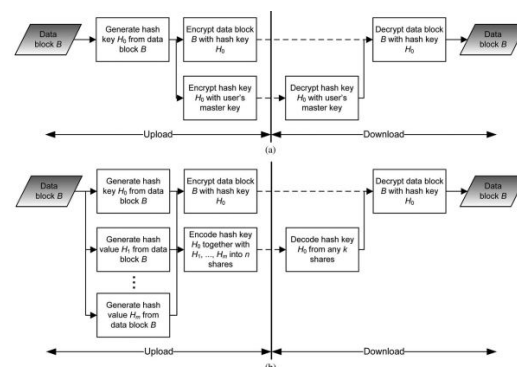 Data
block B
Generate hash
key H0 from data
block B
Encrypt data block
B with hash key
H0
Decrypt data block
B with hash key
H0
Data
block B
Encrypt hash key
H0 with user's
master key
Decrypt hash key
H0 with user's
master key
Upload
Download
(a)
Data
block B
Generate hash
key H0 from data
block B
Encrypt data block
B with hash key
H0
Decrypt data block
B with hash key
H0
Data
block B
Generate hash
value H1 from data
block B
Encode hash key
H0 together with
H1, ..., Hm into n
shares
Decode hash key
H0 from any k
shares
Generate hash
value Hm from data
block B
Upload
Download
(b)